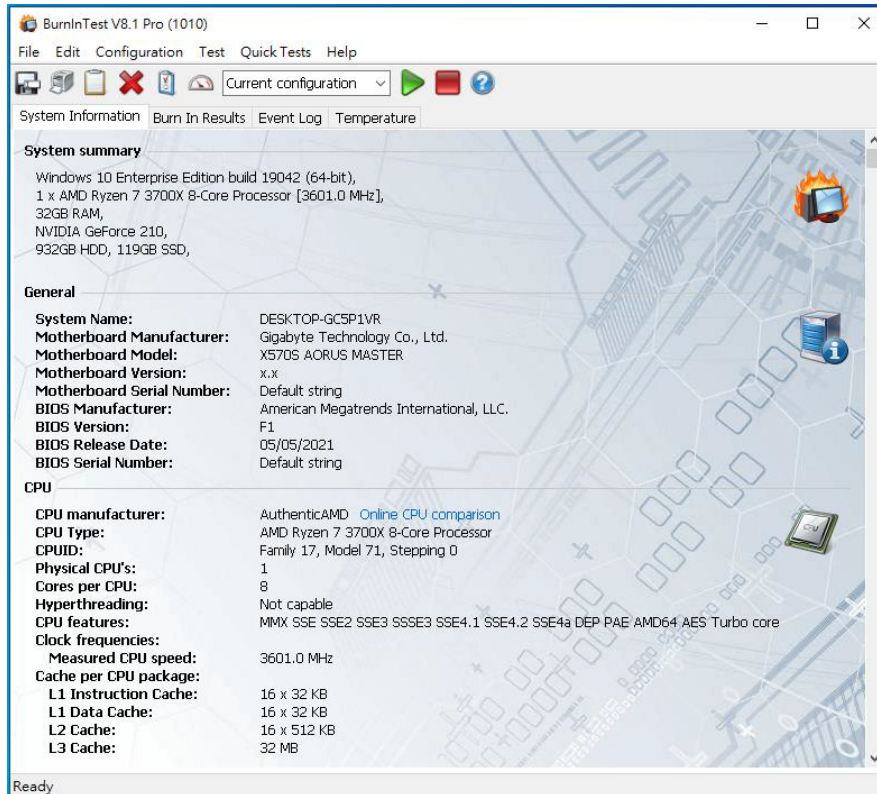 BurnInTest V8.1 Pro (1010)
File Edit Configuration Test Quick Tests Help
Current configuration
System Information Burn In Results Event Log Temperature
System summary
Windows 10 Enterprise Edition build 19042 (64-bit),
1 x AMD Ryzen 7 3700X 8-Core Processor [3601.0 MHz],
32GB RAM,
NVIDIA GeForce 210,
932GB HDD, 119GB SSD,
General
System Name: DESKTOP-GC5P1VR
Motherboard Manufacturer: Gigabyte Technology Co., Ltd.
Motherboard Model: X570S AORUS MASTER
Motherboard Version: x.x
Motherboard Serial Number: Default string
BIOS Manufacturer: American Megatrends International, LLC.
BIOS Version: F1
BIOS Release Date: 05/05/2021
BIOS Serial Number: Default string
CPU
CPU manufacturer: AuthenticAMD Online CPU comparison
CPU Type: AMD Ryzen 7 3700X 8-Core Processor
CPUID: Family 17, Model 71, Stepping 0
Physical CPU's: 1
Cores per CPU: 8
Hyperthreading: Not capable
CPU features: MMX SSE SSE2 SSE3 SSSE3 SSE4.1 SSE4.2 SSE4a DEP PAE AMD64 AES Turbo core
Clock frequencies:
Measured CPU speed: 3601.0 MHz
Cache per CPU package:
L1 Instruction Cache: 16 x 32 KB
L1 Data Cache: 16 x 32 KB
L2 Cache: 16 x 512 KB
L3 Cache: 32 MB
CPU
Ready